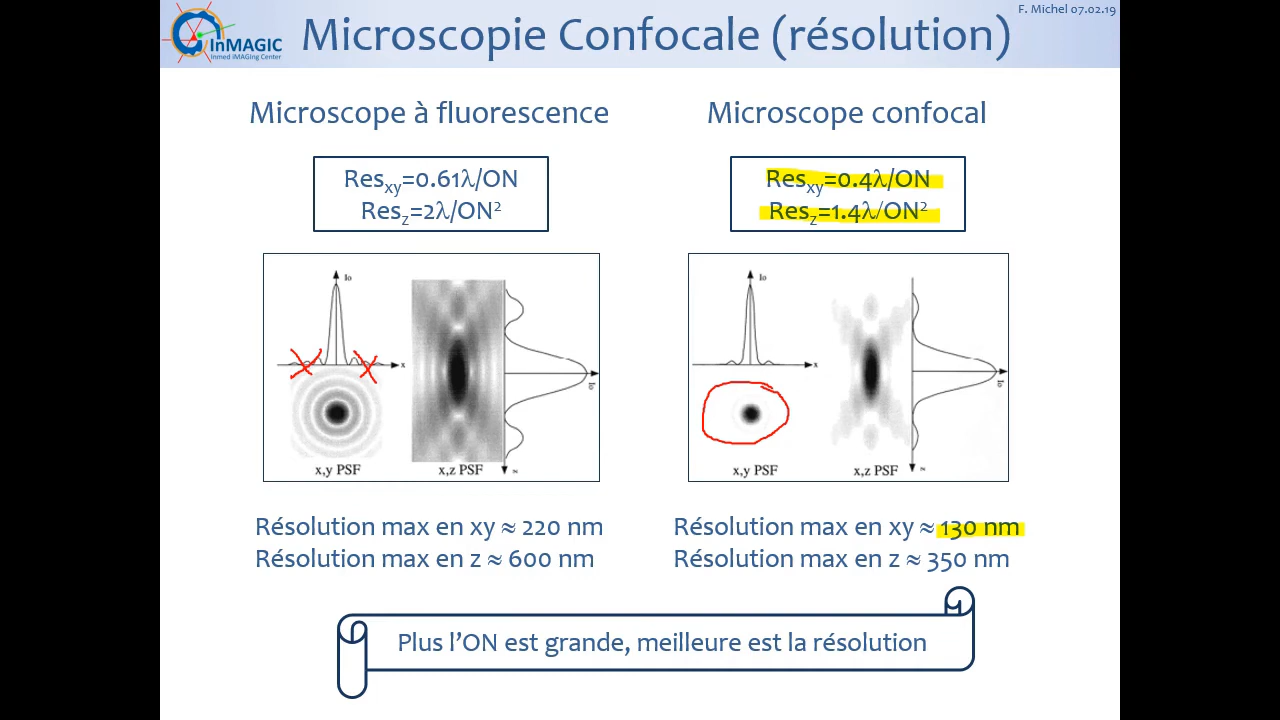 F. Michel 07.02.19
InMAGIC
Inmed iMAGing Center
Microscopie Confocale (résolution)
Microscope à fluorescence
Resxy=0.61λ/ON
Resz=2λ/ON²
Io
x
Io
x,y PSF
x,z PSF
z
Résolution max en xy ≈ 220 nm
Résolution max en z ≈ 600 nm
Microscope confocal
Resxy=0.4λ/ON
Resz=1.4λ/ON²
Io
x
Io
x,y PSF
x,z PSF
z
Résolution max en xy ≈ 130 nm
Résolution max en z ≈ 350 nm
Plus l’ON est grande, meilleure est la résolution